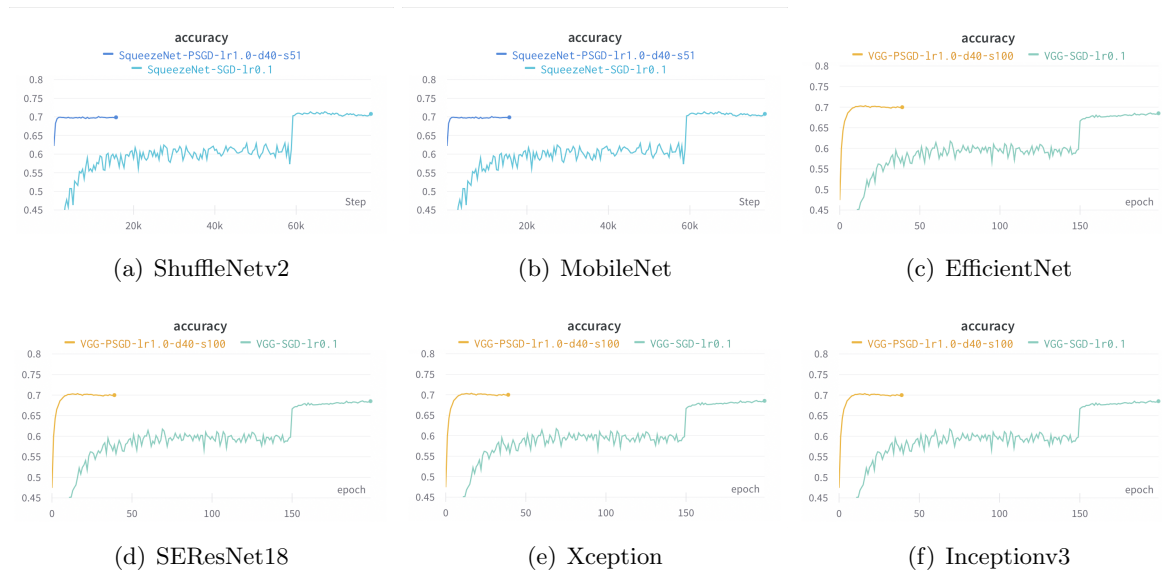 accuracy
SqueezeNet-PSGD-lr1.0-d40-s51
SqueezeNet-SGD-lr0.1
0.8
0.75
0.7
0.65
0.6
0.55
0.5
0.45
Step
20k 40k 60k
(a) ShuffleNetv2
accuracy
SqueezeNet-PSGD-lr1.0-d40-s51
SqueezeNet-SGD-lr0.1
0.8
0.75
0.7
0.65
0.6
0.55
0.5
0.45
Step
20k 40k 60k
(b) MobileNet
accuracy
VGG-PSGD-lr1.0-d40-s100 VGG-SGD-lr0.1
0.8
0.7
0.65
0.6
0.55
0.5
0.45
epoch
0 50 100 150
(c) EfficientNet
accuracy
VGG-PSGD-lr1.0-d40-s100 VGG-SGD-lr0.1
0.8
0.7
0.65
0.6
0.55
0.5
0.45
epoch
0 50 100 150
(d) SEResNet18
accuracy
VGG-PSGD-lr1.0-d40-s100 VGG-SGD-lr0.1
0.8
0.7
0.65
0.6
0.55
0.5
0.45
epoch
0 50 100 150
(e) Xception
accuracy
VGG-PSGD-lr1.0-d40-s100 VGG-SGD-lr0.1
0.8
0.7
0.65
0.6
0.55
0.5
0.45
epoch
0 50 100 150
(f) Inceptionv3